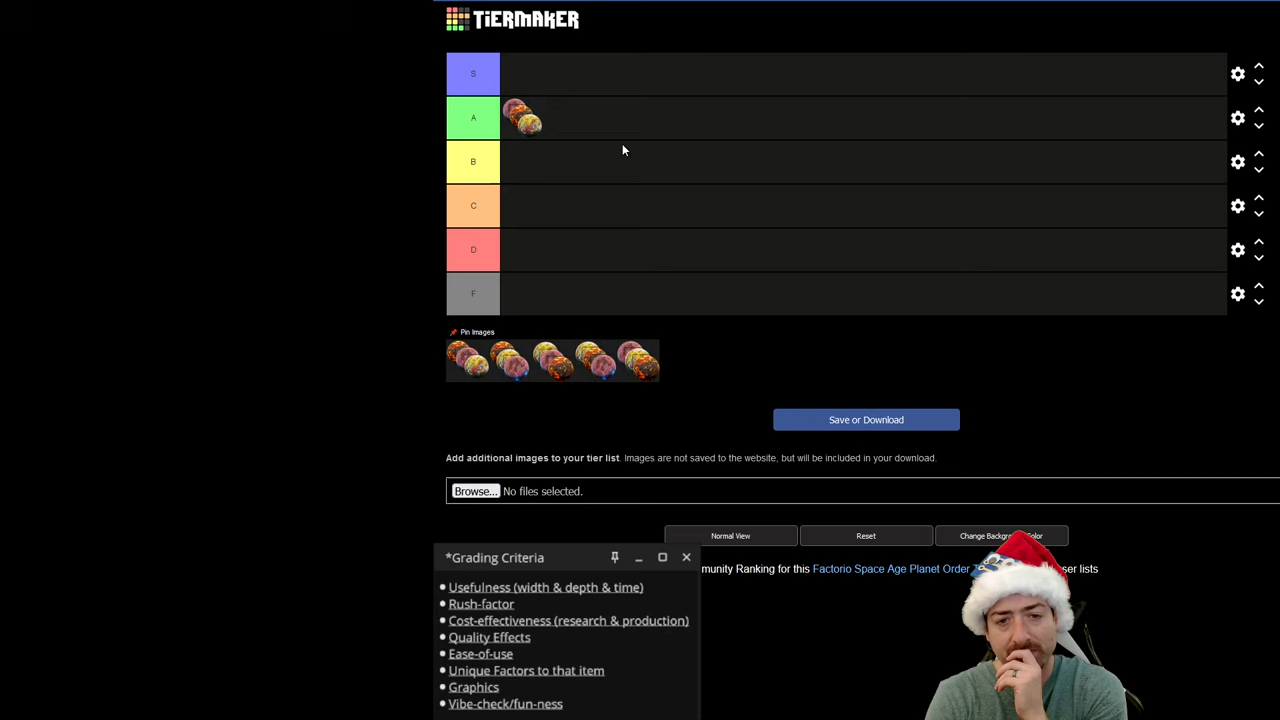 TIERMAKER
S
A
B
C
D
F
Pin Images
Save or Download
Add additional images to your tier list. Images are not saved to the website, but will be included in your download.
Browse... No files selected.
Normal View
Reset
Change Background Color
*Grading Criteria
mmunity Ranking for this Factorio Space Age Planet Order ser lists
Usefulness (width & depth & time)
Rush-factor
Cost-effectiveness (research & production)
Quality Effects
Ease-of-use
Unique Factors to that item
Graphics
Vibe-check/fun-ness